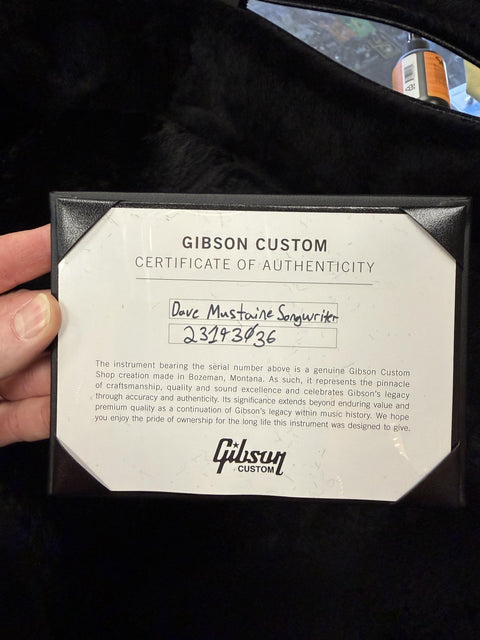 GIBSON CUSTOM
CERTIFICATE OF AUTHENTICITY
Dave Mustaine Songwriter
23143036
The instrument bearing the serial number above is a genuine Gibson Custom
Shop creation made in Bozeman, Montana. As such, it represents the pinnacle
of craftsmanship, quality and sound excellence and celebrates Gibson's legacy
through accuracy and authenticity. Its significance extends beyond enduring value and
premium quality as a continuation of Gibson's legacy within music history. We hope
you enjoy the pride of ownership for the long life this instrument was designed to give.
Gibson
CUSTOM